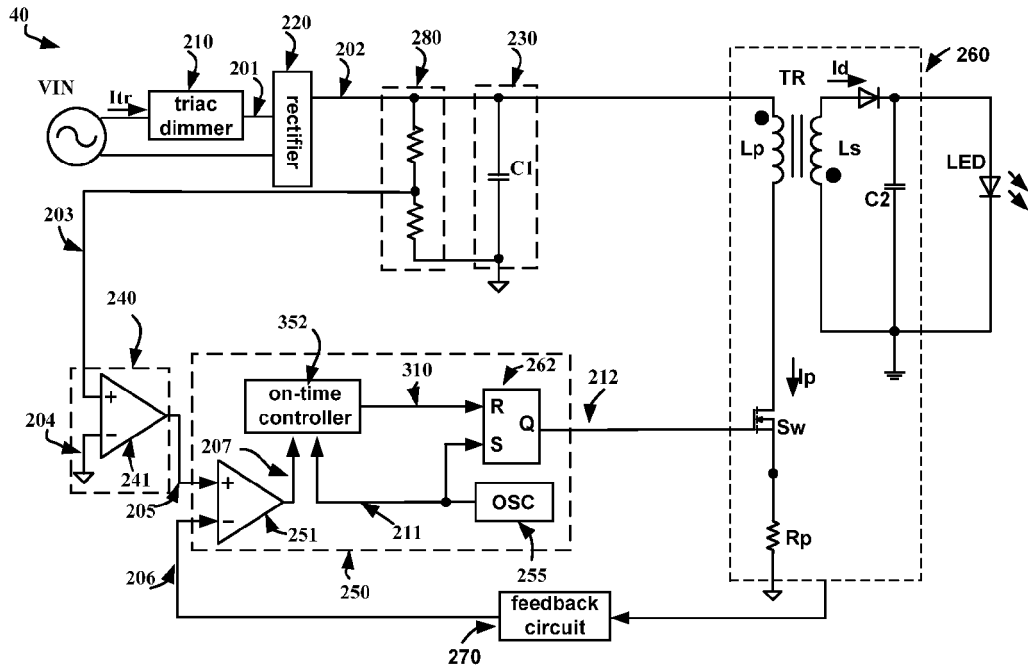 40
VIN
Itr
210
triac
dimmer
201
220
rectifier
202
280
230
C1
TR
Id
260
Lp
Ls
C2
LED
203
240
204
+
−
241
205
352
on-time
controller
310
262
R
Q
S
212
207
+
−
251
211
OSC
255
250
206
Ip
Sw
Rp
feedback
circuit
270